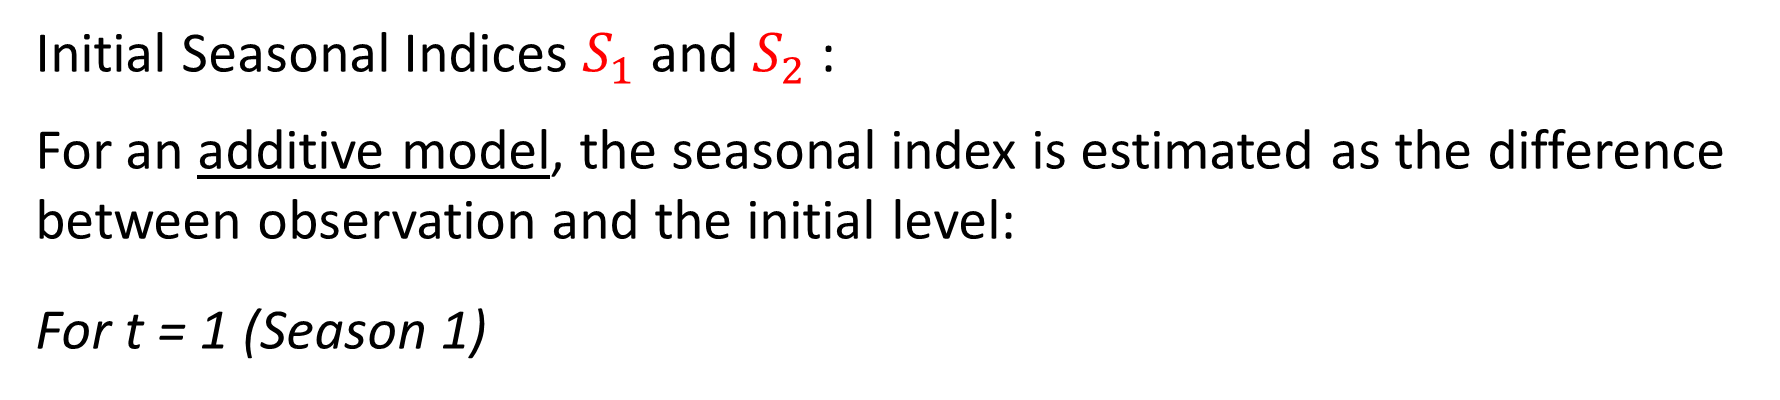 Initial Seasonal Indices S₁ and S₂ :
For an additive model, the seasonal index is estimated as the difference
between observation and the initial level:
For t = 1 (Season 1)